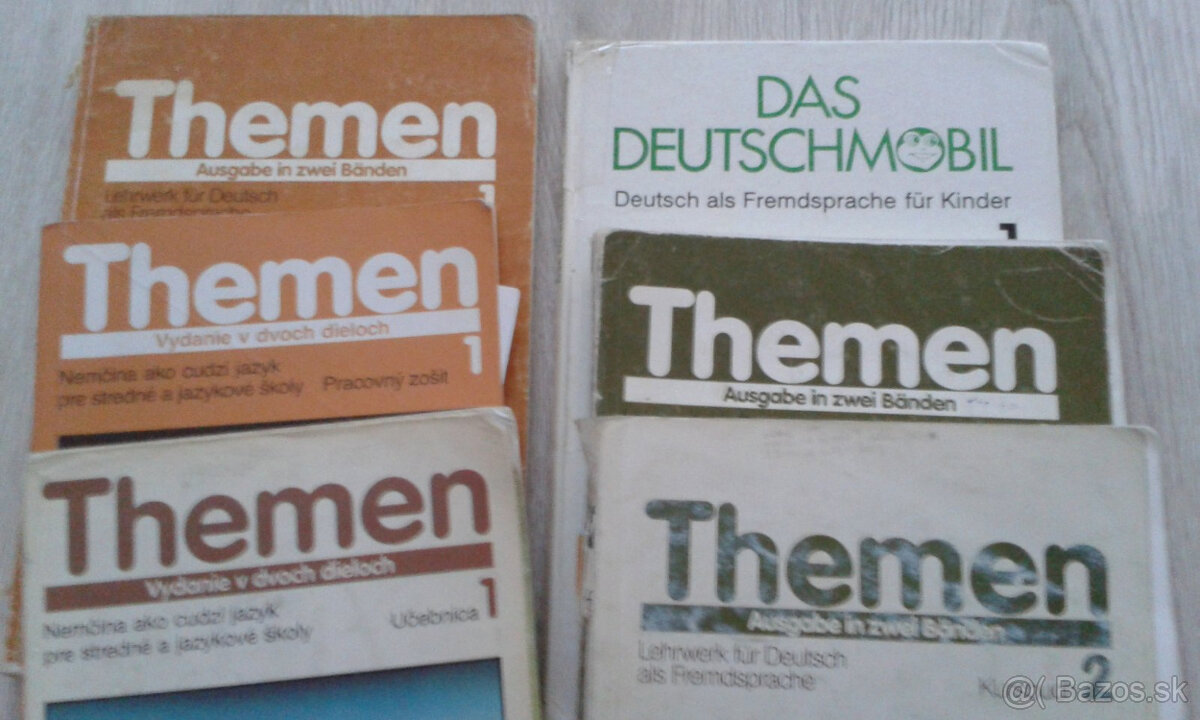 Themen
Ausgabe in zwei Bänden
1
Lehrwerk für Deutsch
als Fremdsprache
Themen
Vydanie v dvoch dieloch
1
Nemčina ako cudzí jazyk
pre stredné a jazykové školy Pracovný zošit
Themen
Vydanie v dvoch dieloch
1
Nemčina ako cudzí jazyk
pre stredné a jazykové školy Učebnica
DAS
DEUTSCHMOBIL
Deutsch als Fremdsprache für Kinder
1
Themen
Ausgabe in zwei Bänden
Themen
Ausgabe in zwei Bänden
2
Lehrwerk für Deutsch
als Fremdsprache
Bazos.sk